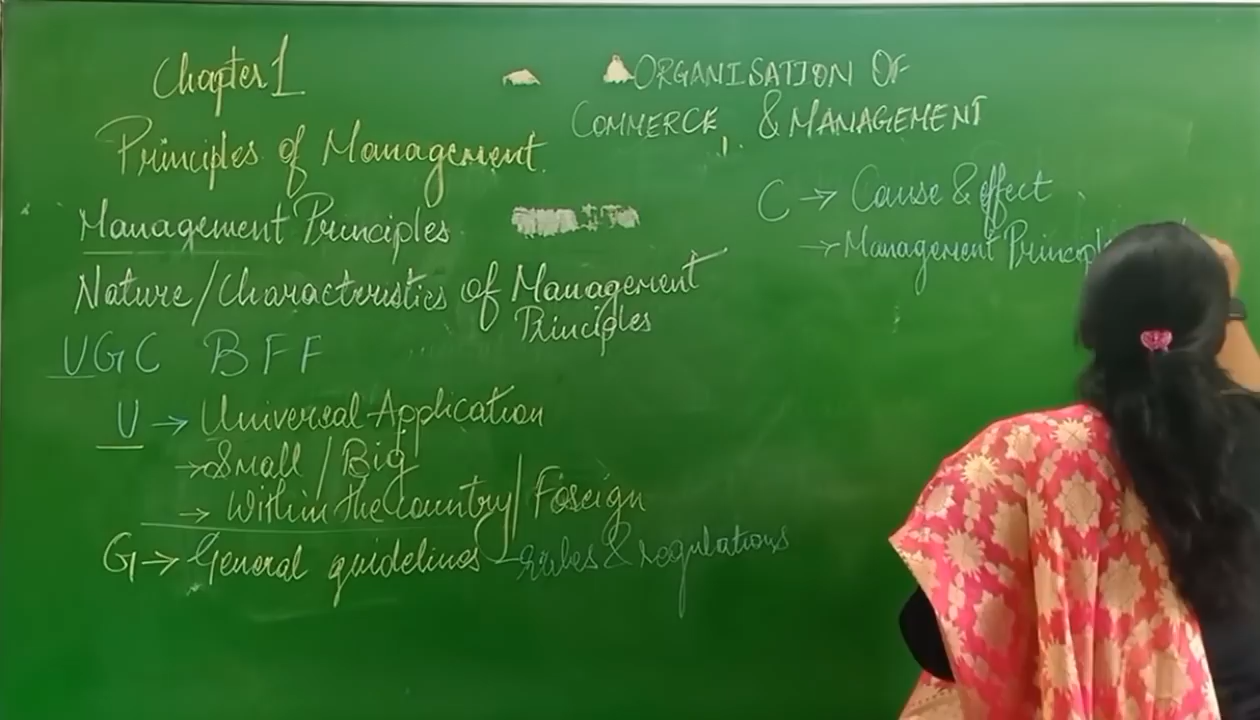 Chapter 1
Principles of Management.
Management Principles
Nature/Characteristics of Management
Principles
UGC BFF
U → Universal Application
→ Small / Big
→ Within the country / Foreign
G → General guidelines - rules & regulations
ORGANISATION OF
COMMERCE & MANAGEMENT
C → Cause & effect
→ Management